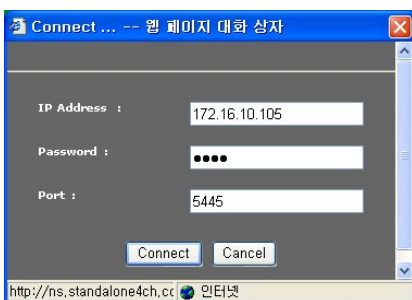 Connect ... -- 웹 페이지 대화 상자
IP Address :
172.16.10.105
Password :
●●●●
Port :
5445
Connect Cancel
http://ns.standalone4ch.cc 인터넷